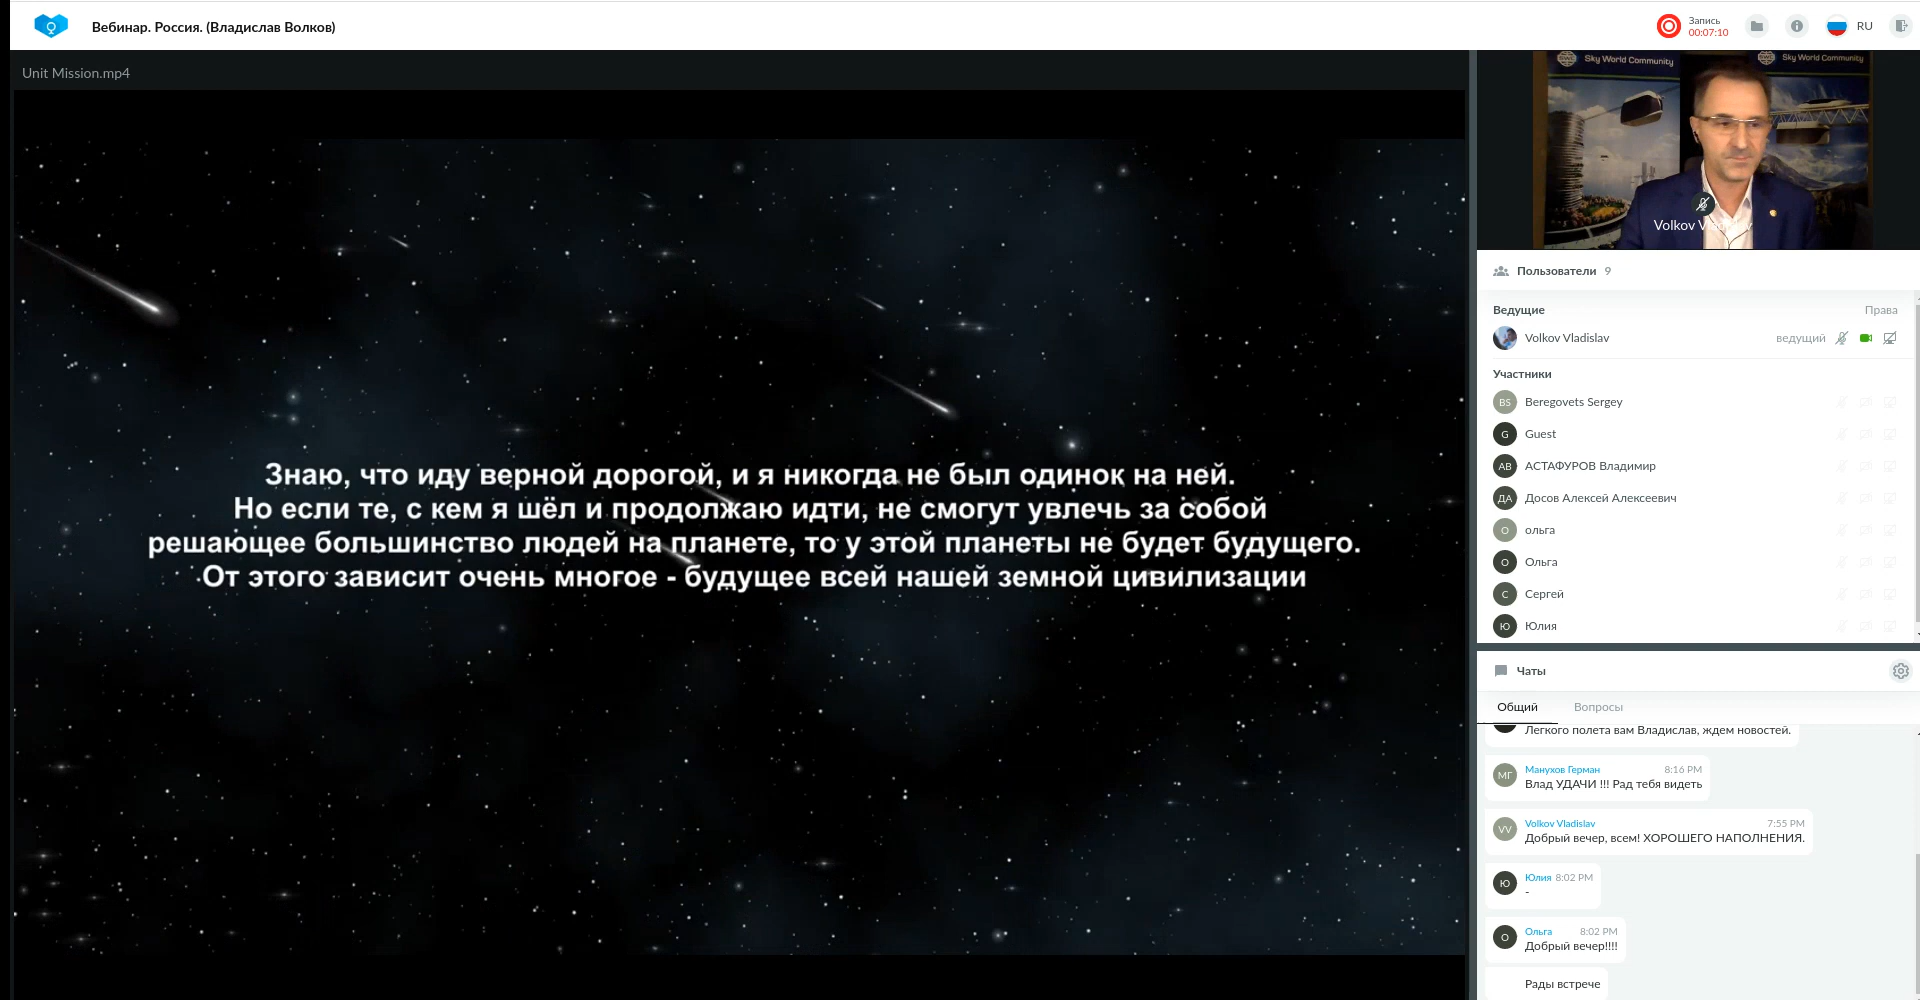 Вебинар. Россия. (Владислав Волков)
Запись
00:07:10
RU
Unit Mission.mp4
Знаю, что иду верной дорогой, и я никогда не был одинок на ней.
Но если те, с кем я шёл и продолжаю идти, не смогут увлечь за собой
решающее большинство людей на планете, то у этой планеты не будет будущего.
От этого зависит очень многое - будущее всей нашей земной цивилизации
Sky World Community
Sky World Community
Volkov
Пользователи 9
Ведущие Права
Volkov Vladislav ведущий
Участники
BS Beregovets Sergey
G Guest
АВ АСТАФУРОВ Владимир
ДА Досов Алексей Алексеевич
О ольга
О Ольга
С Сергей
Ю Юлия
Чаты
Общий Вопросы
Легкого полета вам Владислав, ждем новостей.
МГ Манухов Герман 8:16 PM
Влад УДАЧИ !!! Рад тебя видеть
VV Volkov Vladislav 7:55 PM
Добрый вечер, всем! ХОРОШЕГО НАПОЛНЕНИЯ.
Ю Юлия 8:02 PM
-
О Ольга 8:02 PM
Добрый вечер!!!!
Рады встрече